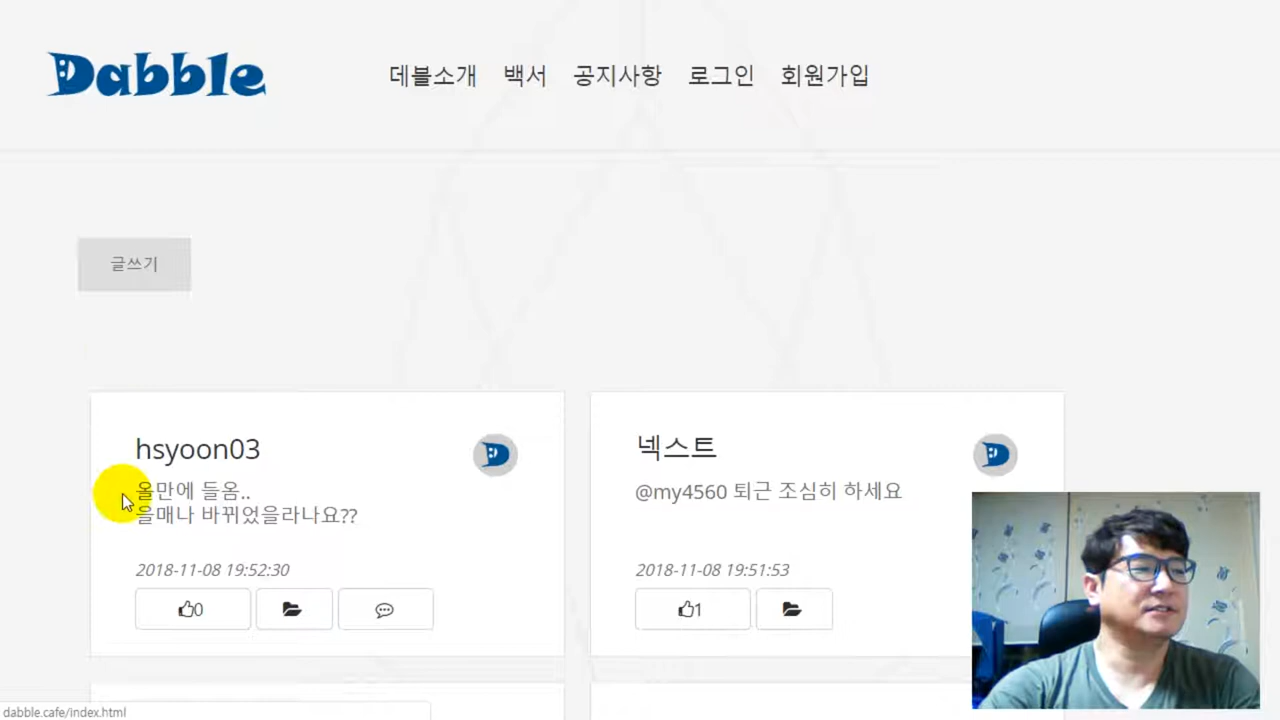 Dabble
데블소개 백서 공지사항 로그인 회원가입
글쓰기
hsyoon03
올만에 들옴..
을매나 바뀌었을라나요??
2018-11-08 19:52:30
0
넥스트
@my4560 퇴근 조심히 하세요
2018-11-08 19:51:53
1
dabble.cafe/index.html